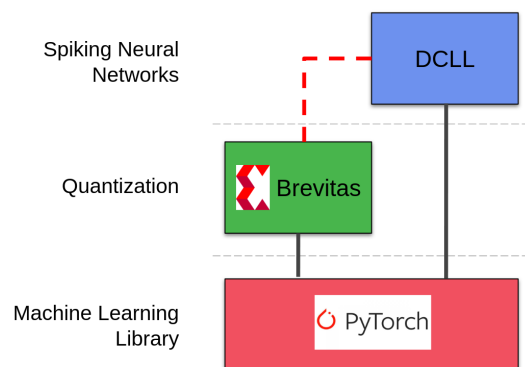 Spiking Neural
Networks
DCLL
Quantization
Brevitas
Machine Learning
Library
PyTorch